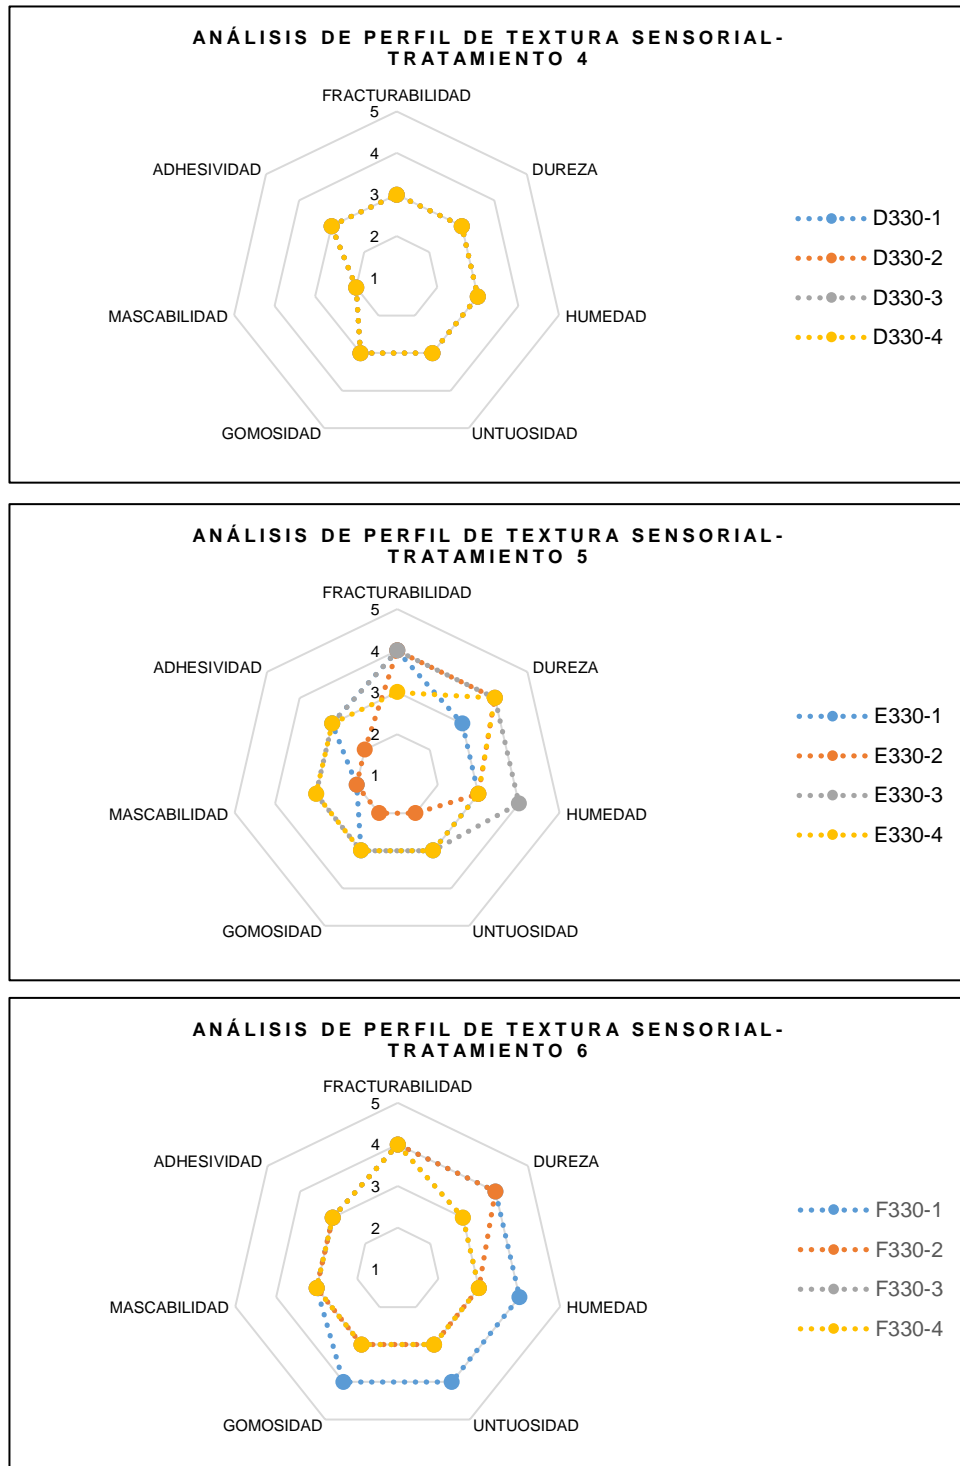 ANÁLISIS DE PERFIL DE TEXTURA SENSORIAL-
TRATAMIENTO 4
FRACTURABILIDAD
5
ADHESIVIDAD
4
DUREZA
3
2
1
MASCABILIDAD
HUMEDAD
GOMOSIDAD
UNTUOSIDAD
D330-1
D330-2
D330-3
D330-4
ANÁLISIS DE PERFIL DE TEXTURA SENSORIAL-
TRATAMIENTO 5
FRACTURABILIDAD
5
4
ADHESIVIDAD
DUREZA
3
2
1
MASCABILIDAD
HUMEDAD
GOMOSIDAD
UNTUOSIDAD
E330-1
E330-2
E330-3
E330-4
ANÁLISIS DE PERFIL DE TEXTURA SENSORIAL-
TRATAMIENTO 6
FRACTURABILIDAD
5
4
ADHESIVIDAD
DUREZA
3
2
1
MASCABILIDAD
HUMEDAD
GOMOSIDAD
UNTUOSIDAD
F330-1
F330-2
F330-3
F330-4